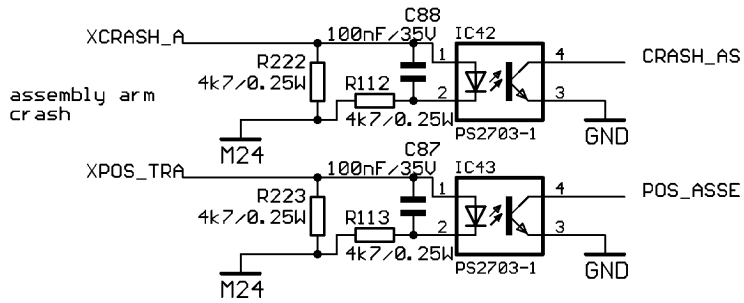 C88
XCRASH_A
100nF/35V
IC42
R222
4k7/0.25W
R112
4k7/0.25W
1
2
4
3
CRASH_AS
assembly arm
crash
M24
PS2703-1
GND
C87
XPOS_TRA
100nF/35V
IC43
R223
4k7/0.25W
R113
4k7/0.25W
1
2
4
3
POS_ASSE
M24
PS2703-1
GND